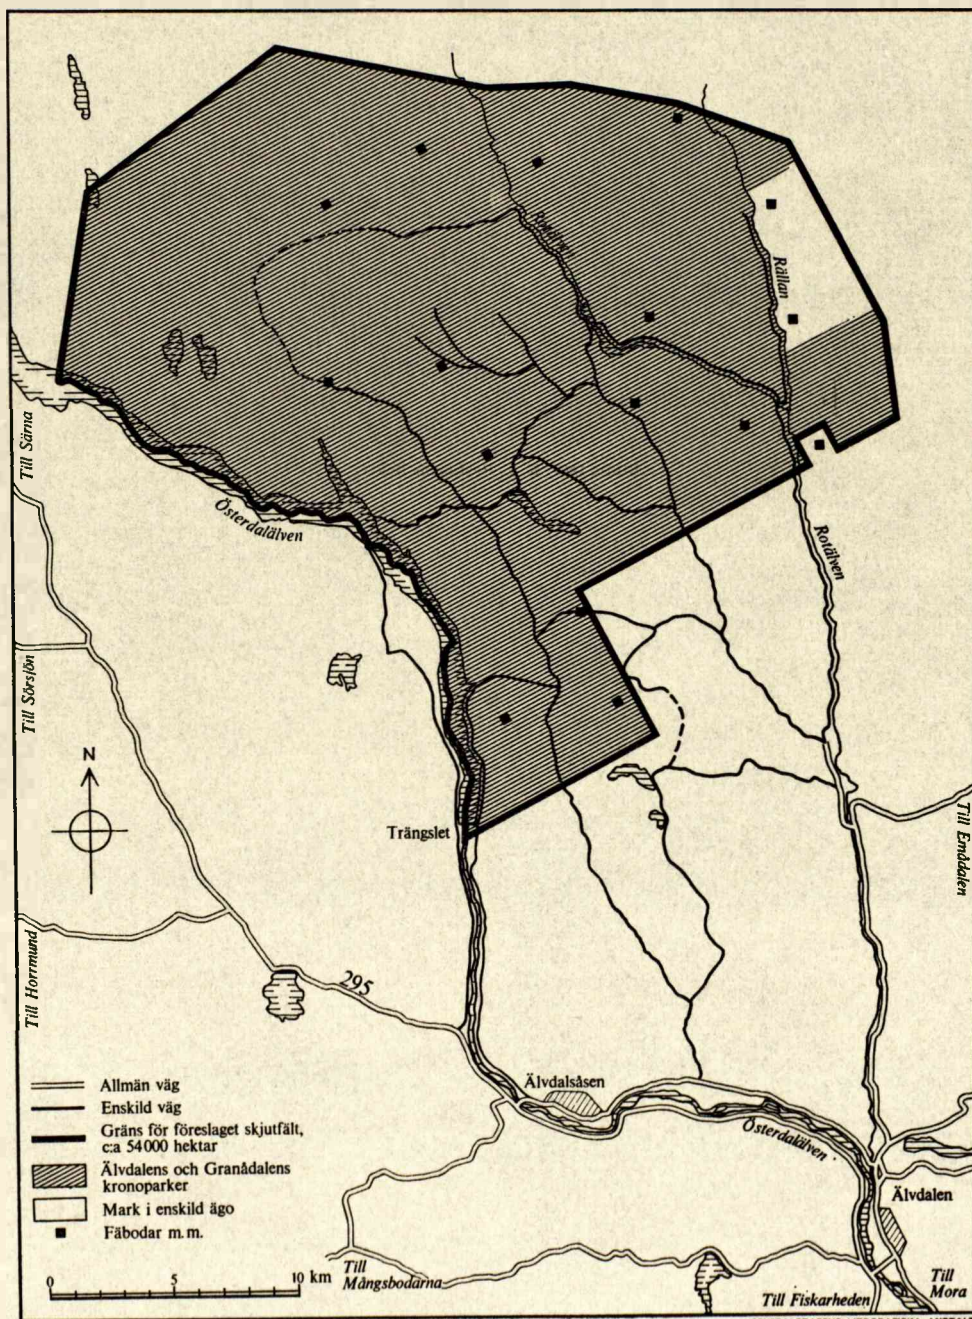 Rällan
Till Särna
Österdalälven
Rotälven
Till Sörsjön
N
Trängslet
Till Emådalen
Till Horrmund
295
Allmän väg
Enskild väg
Gräns för föreslaget skjutfält,
c:a 54000 hektar
Älvdalens och Granådalens
kronoparker
Mark i enskild ägo
Fäbodar m.m.
Älvdalsåsen
Österdalälven
Älvdalen
0 5 10 km
Till
Mångsbodarna
Till Fiskarheden
Till
Mora